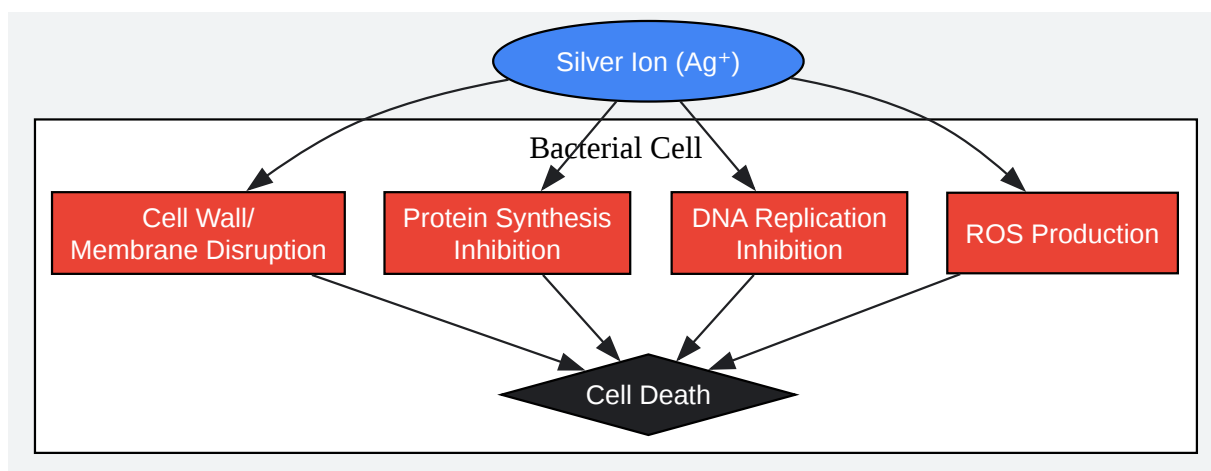 Silver Ion (Ag⁺)
Bacterial Cell
Cell Wall/
Membrane Disruption
Protein Synthesis
Inhibition
DNA Replication
Inhibition
ROS Production
Cell Death